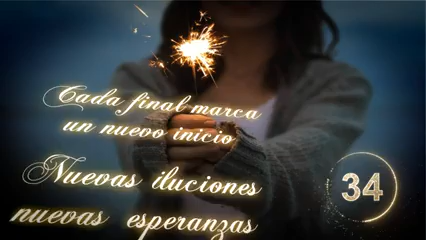 Cada final marca
un nuevo inicio
Nuevas iluciones
nuevas esperanzas
34